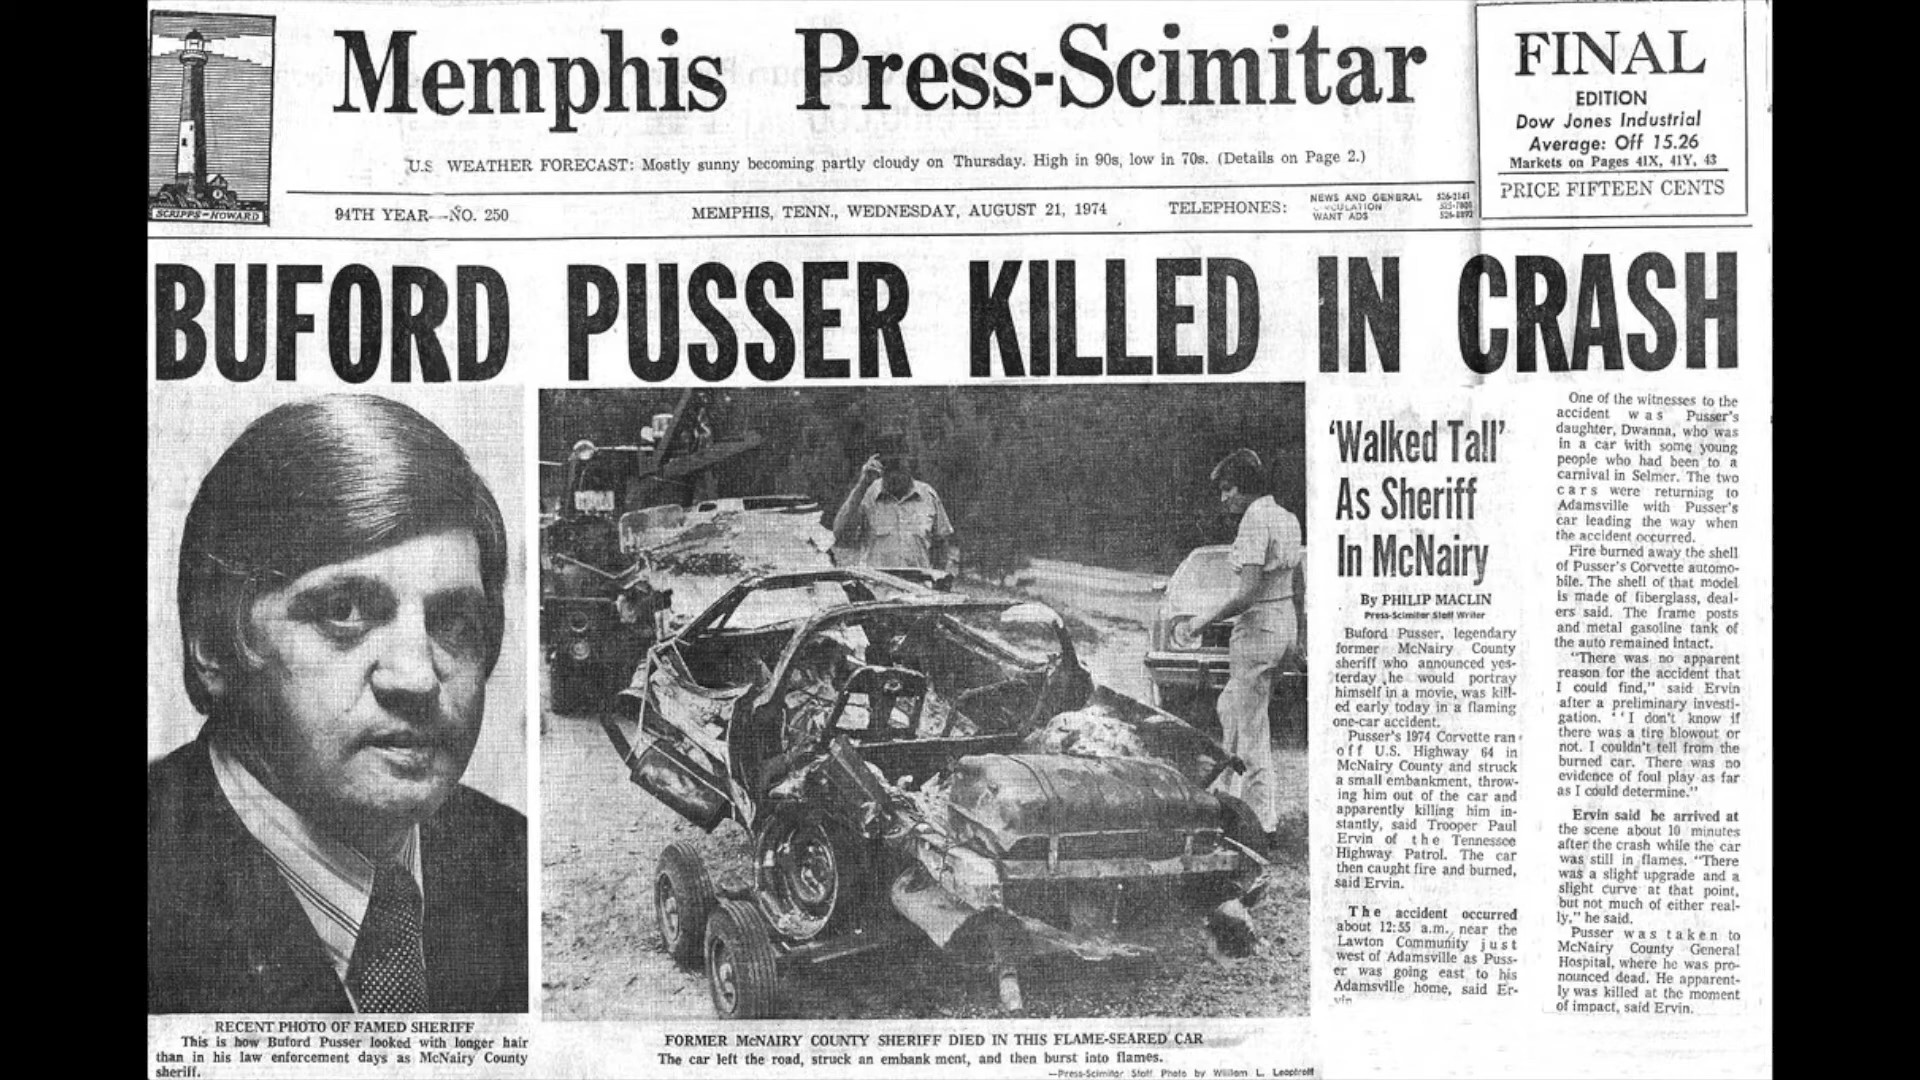 SCRIPPS-HOWARD
Memphis Press-Scimitar
U.S. WEATHER FORECAST: Mostly sunny becoming partly cloudy on Thursday. High in 90s, low in 70s. (Details on Page 2.)
FINAL
EDITION
Dow Jones Industrial
Average: Off 15.26
Markets on Pages 41X, 41Y, 43
PRICE FIFTEEN CENTS
94TH YEAR—NO. 250
MEMPHIS, TENN., WEDNESDAY, AUGUST 21, 1974
TELEPHONES:
NEWS AND GENERAL 526-2141
WANT ADS
BUFORD PUSSER KILLED IN CRASH
RECENT PHOTO OF FAMED SHERIFF
This is how Buford Pusser looked with longer hair
than in his law enforcement days as McNairy County
sheriff.
FORMER McNAIRY COUNTY SHERIFF DIED IN THIS FLAME-SEARED CAR
The car left the road, struck an embank ment, and then burst into flames.
—Press-Scimitar Staff Photo by William L.
'Walked Tall'
As Sheriff
In McNairy
By PHILIP MACLIN
Press-Scimitar Staff Writer
Buford Pusser, legendary
former McNairy County
sheriff who announced yes-
terday he would portray
himself in a movie, was kill-
ed early today in a flaming
one-car accident.
Pusser's 1974 Corvette ran
off U.S. Highway 64 in
McNairy County and struck
a small embankment, throw-
ing him out of the car and
apparently killing him in-
stantly, said Trooper Paul
Ervin of the Tennessee
Highway Patrol. The car
then caught fire and burned,
said Ervin.
The accident occurred
about 12:55 a.m., near the
Lawton Community just
west of Adamsville as Puss-
er was going east to his
Adamsville home, said Er-
vin
One of the witnesses to the
accident was Pusser's
daughter, Dwanna, who was
in a car with some young
people who had been to a
carnival in Selmer. The two
cars were returning to
Adamsville with Pusser's
car leading the way when
the accident occurred.
Fire burned away the shell
of Pusser's Corvette automo-
bile. The shell of that model
is made of fiberglass, deal-
ers said. The frame posts
and metal gasoline tank of
the auto remained intact.
"There was no apparent
reason for the accident that
I could find," said Ervin
after a preliminary investi-
gation. "I don't know if
there was a tire blowout or
not. I couldn't tell from the
burned car. There was no
evidence of foul play as far
as I could determine."
Ervin said he arrived at
the scene about 10 minutes
after the crash while the car
was still in flames. "There
was a slight upgrade and a
slight curve at that point,
but not much of either real-
ly," he said.
Pusser was taken to
McNairy County General
Hospital, where he was pro-
nounced dead. He apparent-
ly was killed at the moment
of impact, said Ervin.